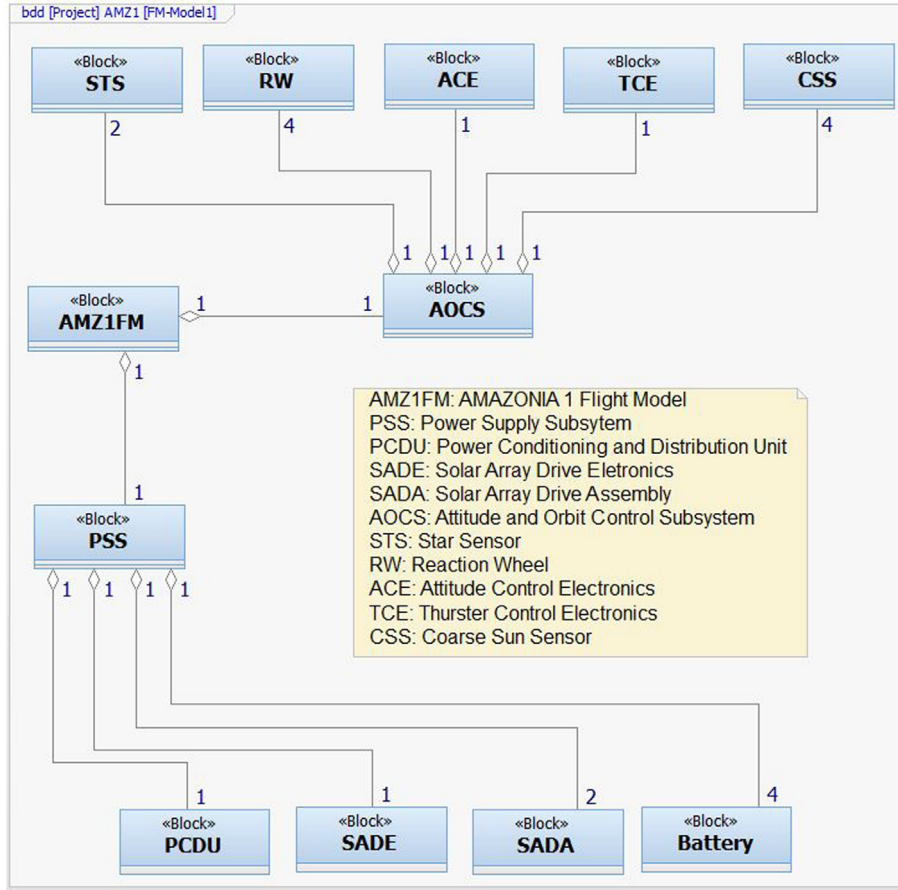 bdd [Project] AMZ1 [FM-Model1]
«Block»
STS
«Block»
RW
«Block»
ACE
«Block»
TCE
«Block»
CSS
2
4
1
1
4
1
1
1
1
1
«Block»
AOCS
«Block»
AMZ1FM
1
1
1
AMZ1FM: AMAZONIA 1 Flight Model
PSS: Power Supply Subsytem
PCDU: Power Conditioning and Distribution Unit
SADE: Solar Array Drive Eletronics
SADA: Solar Array Drive Assembly
AOCS: Attitude and Orbit Control Subsystem
STS: Star Sensor
RW: Reaction Wheel
ACE: Attitude Control Electronics
TCE: Thurster Control Electronics
CSS: Coarse Sun Sensor
1
«Block»
PSS
1
1
1
1
1
1
2
4
«Block»
PCDU
«Block»
SADE
«Block»
SADA
«Block»
Battery